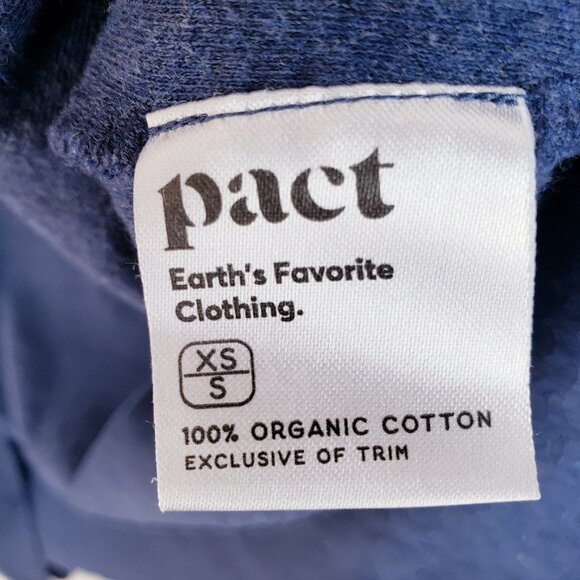 pact
Earth's Favorite
Clothing.
XS
S
100% ORGANIC COTTON
EXCLUSIVE OF TRIM